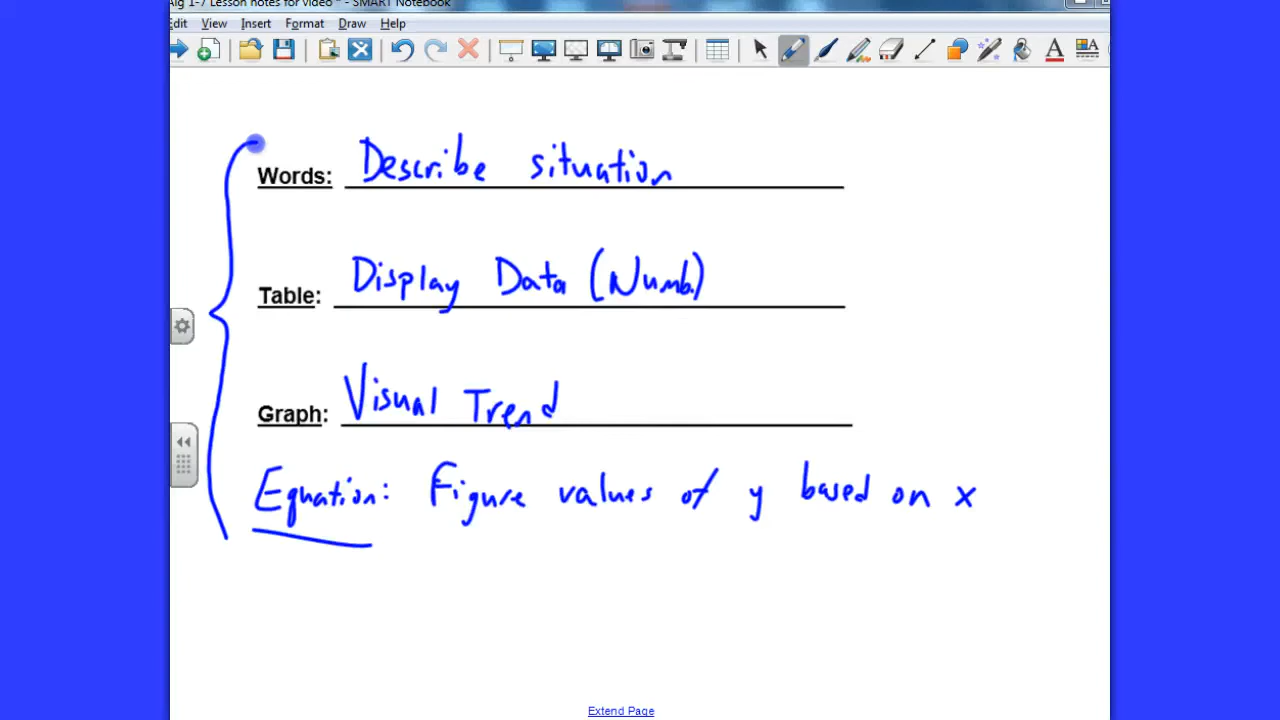 Alg 1-7 Lesson notes for video * - SMART Notebook
Edit View Insert Format Draw Help
Words: Describe situation
Table: Display Data (Numb.)
Graph: Visual Trend
Equation: Figure values of y based on x
Extend Page